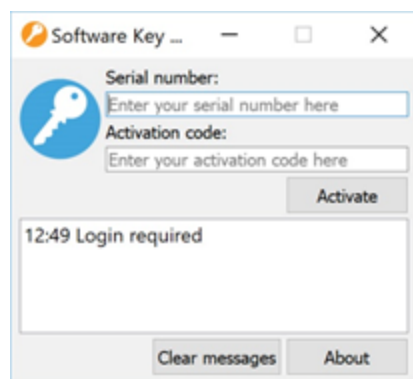 Software Key ...
Serial number:
Enter your serial number here
Activation code:
Enter your activation code here
Activate
12:49 Login required
Clear messages
About